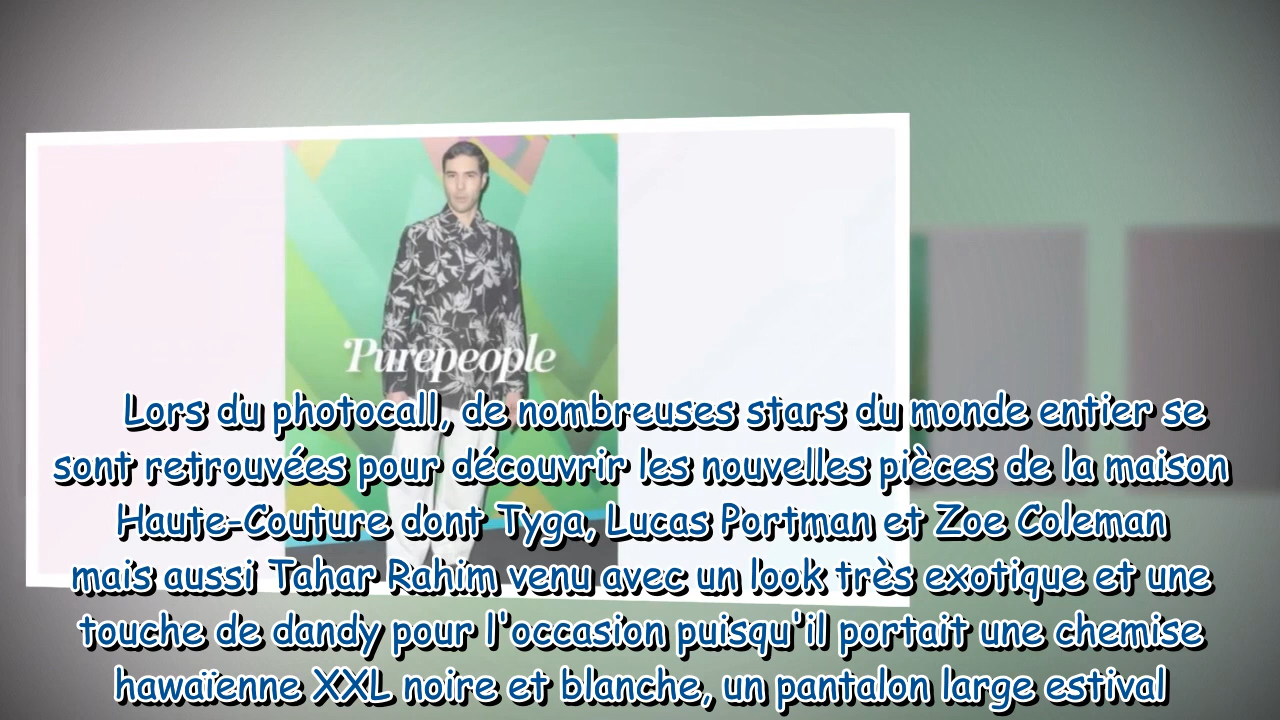 Purepeople
Lors du photocall, de nombreuses stars du monde entier se
sont retrouvées pour découvrir les nouvelles pièces de la maison
Haute-Couture dont Tyga, Lucas Portman et Zoe Coleman
mais aussi Tahar Rahim venu avec un look très exotique et une
touche de dandy pour l'occasion puisqu'il portait une chemise
hawaïenne XXL noire et blanche, un pantalon large estival